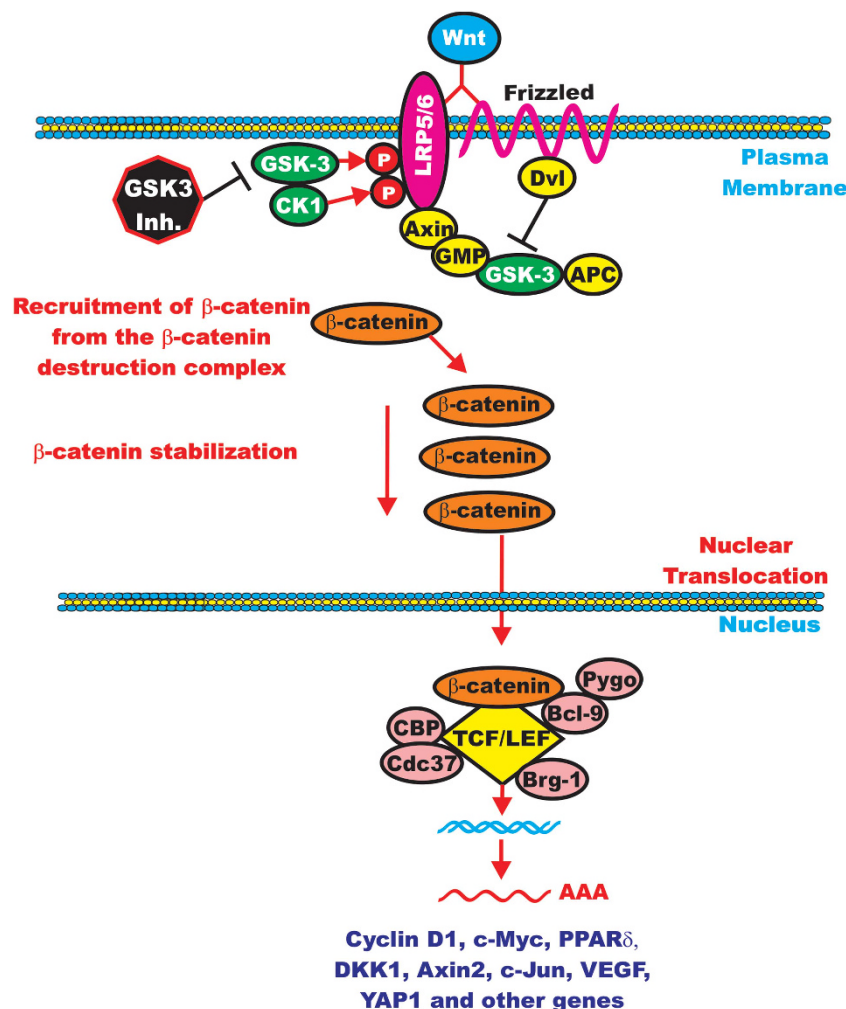 Wnt
LRP5/6
Frizzled
Plasma
Membrane
GSK3
Inh.
GSK-3
P
CK1
P
Dvl
Axin
GMP
GSK-3
APC
Recruitment of β-catenin
from the β-catenin
destruction complex
β-catenin
β-catenin
β-catenin stabilization
β-catenin
β-catenin
Nuclear
Translocation
Nucleus
β-catenin
Pygo
Bcl-9
CBP
TCF/LEF
Cdc37
Brg-1
AAA
Cyclin D1, c-Myc, PPARδ,
DKK1, Axin2, c-Jun, VEGF,
YAP1 and other genes